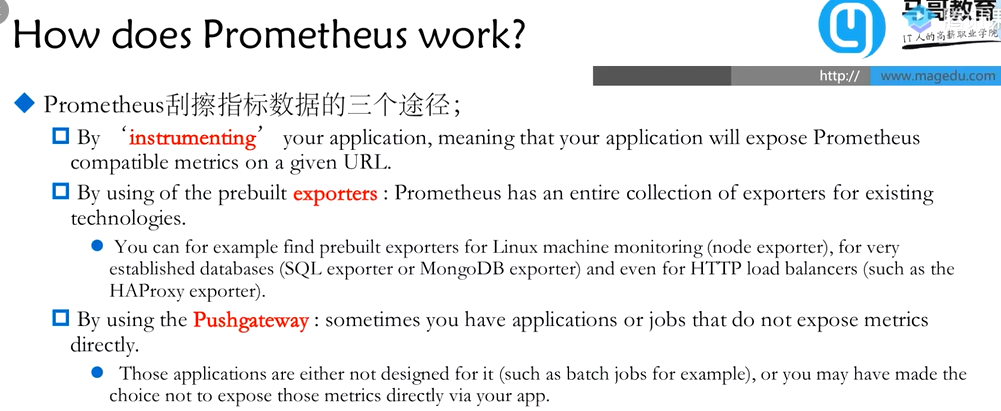 How does Prometheus work?
马哥教育
IT人的高薪职业学院
http:// www.magedu.com
Prometheus刮擦指标数据的三个途径；
By ‘instrumenting’ your application, meaning that your application will expose Prometheus
compatible metrics on a given URL.
By using of the prebuilt exporters : Prometheus has an entire collection of exporters for existing
technologies.
You can for example find prebuilt exporters for Linux machine monitoring (node exporter), for very
established databases (SQL exporter or MongoDB exporter) and even for HTTP load balancers (such as the
HAProxy exporter).
By using the Pushgateway : sometimes you have applications or jobs that do not expose metrics
directly.
Those applications are either not designed for it (such as batch jobs for example), or you may have made the
choice not to expose those metrics directly via your app.